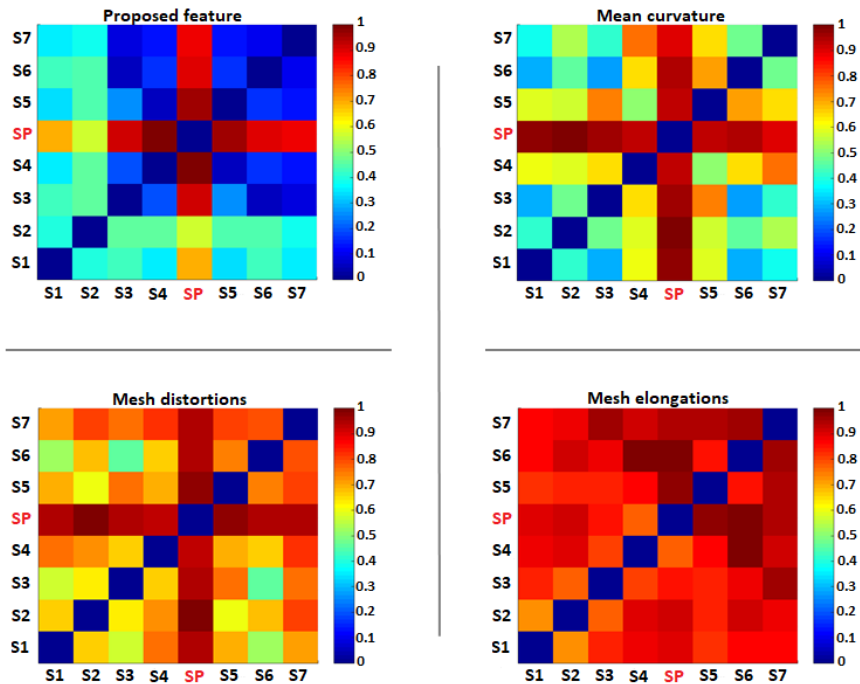 Proposed feature
S7
S6
S5
SP
S4
S3
S2
S1
S1 S2 S3 S4 SP S5 S6 S7
1
0.9
0.8
0.7
0.6
0.5
0.4
0.3
0.2
0.1
0
Mean curvature
S7
S6
S5
SP
S4
S3
S2
S1
S1 S2 S3 S4 SP S5 S6 S7
1
0.9
0.8
0.7
0.6
0.5
0.4
0.3
0.2
0.1
0
Mesh distortions
S7
S6
S5
SP
S4
S3
S2
S1
S1 S2 S3 S4 SP S5 S6 S7
1
0.9
0.8
0.7
0.6
0.5
0.4
0.3
0.2
0.1
0
Mesh elongations
S7
S6
S5
SP
S4
S3
S2
S1
S1 S2 S3 S4 SP S5 S6 S7
1
0.9
0.8
0.7
0.6
0.5
0.4
0.3
0.2
0.1
0